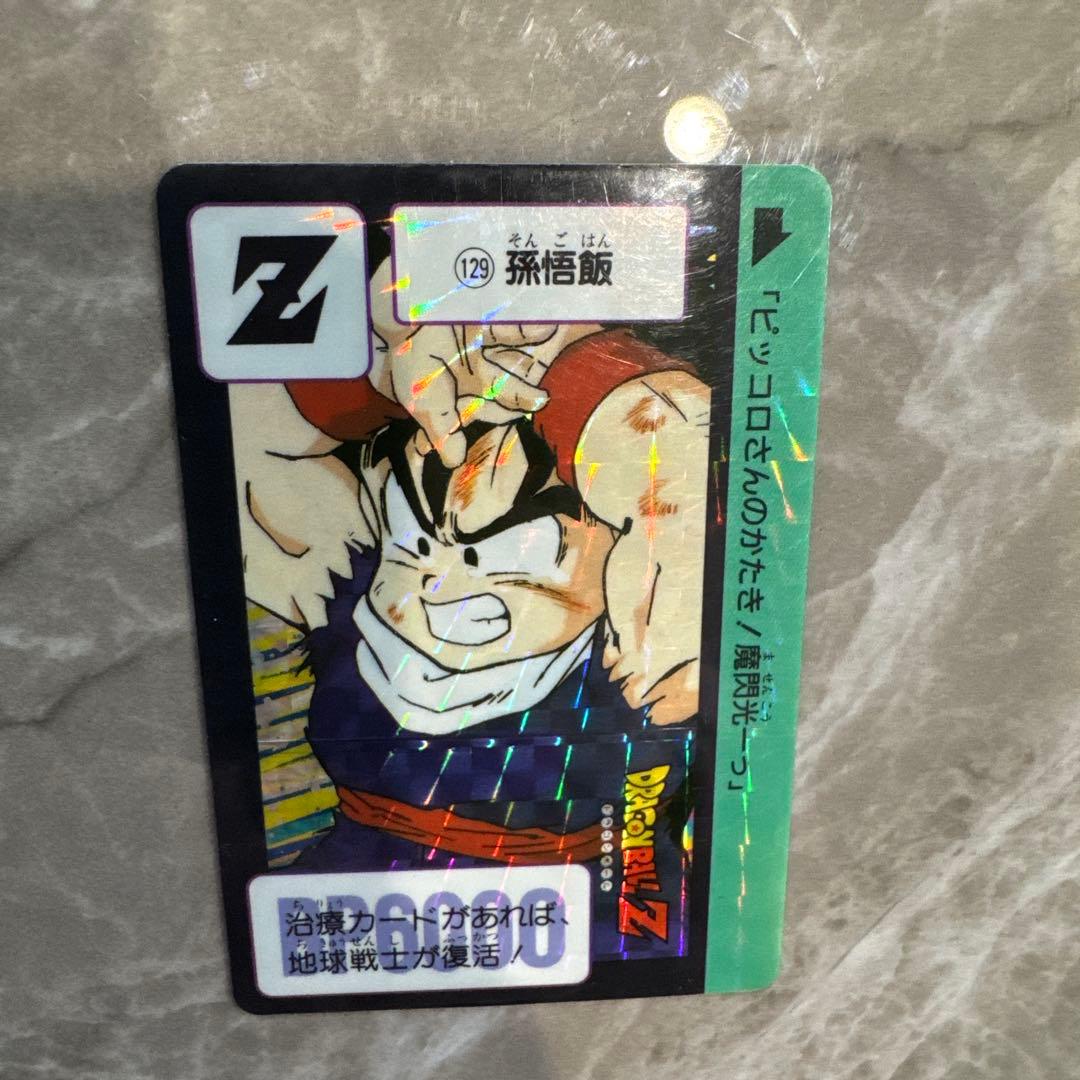 Z
そん ご はん
129 孫悟飯
「ピッコロさんのかたき!魔閃光ーっ」
ま せんこう
DRAGON BALL Z
ドラゴンボール
6000
ち りょう
治療カードがあれば、
ち きゅうせん し ふっかつ
地球戦士が復活!